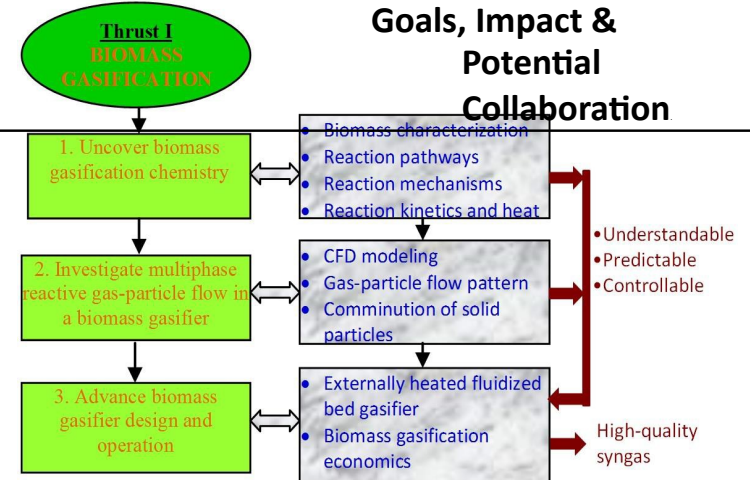 Goals, Impact &
Potential
Collaboration
Thrust I
BIOMASS
GASIFICATION
1. Uncover biomass
gasification chemistry
• Biomass characterization
• Reaction pathways
• Reaction mechanisms
• Reaction kinetics and heat
2. Investigate multiphase
reactive gas-particle flow in
a biomass gasifier
• CFD modeling
• Gas-particle flow pattern
• Comminution of solid
particles
•Understandable
•Predictable
•Controllable
3. Advance biomass
gasifier design and
operation
• Externally heated fluidized
bed gasifier
• Biomass gasification
economics
High-quality
syngas